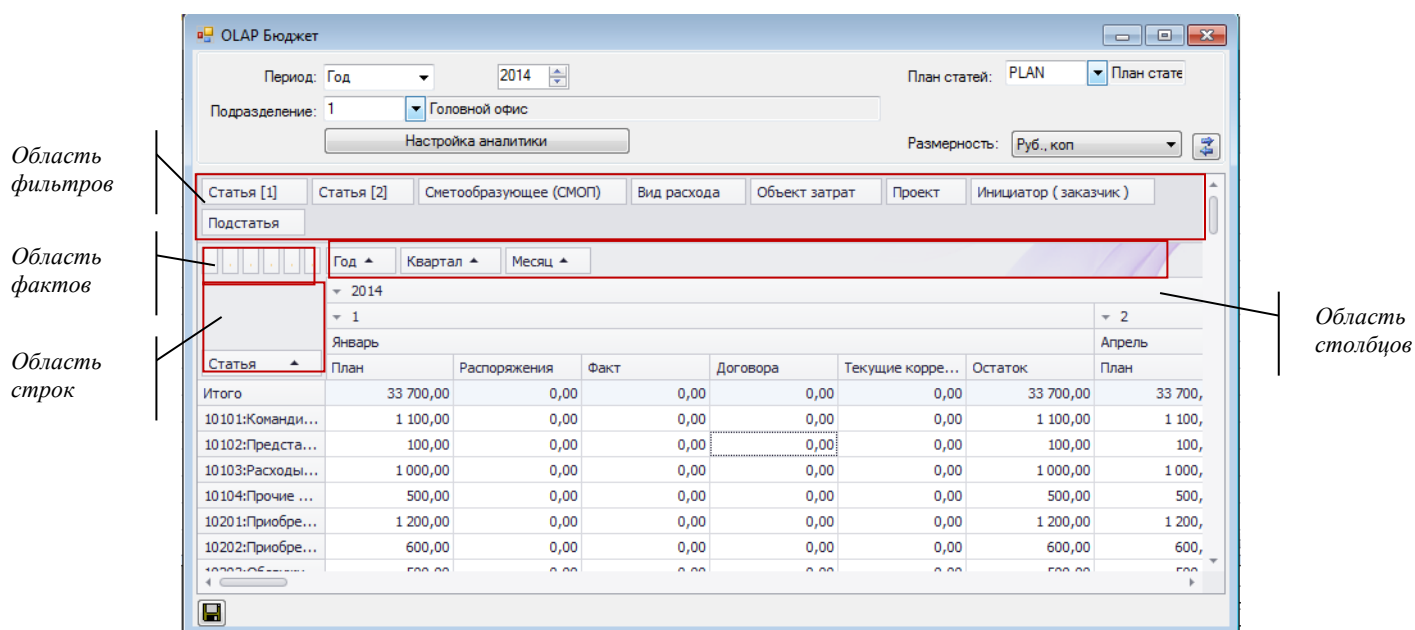 OLAP Бюджет
Период: Год 2014 План статей: PLAN План стате
Подразделение: 1 Головной офис
Настройка аналитики Размерность: Руб., коп
Область фильтров
Статья [1] Статья [2] Сметообразующее (СМОП) Вид расхода Объект затрат Проект Инициатор ( заказчик )
Подстатья
Область фактов
Год Квартал Месяц
2014
1 2
Область столбцов
Январь Апрель
Область строк
Статья План Распоряжения Факт Договора Текущие корре... Остаток План
Итого 33 700,00 0,00 0,00 0,00 0,00 33 700,00 33 700,
10101:Команди... 1 100,00 0,00 0,00 0,00 0,00 1 100,00 1 100,
10102:Предста... 100,00 0,00 0,00 0,00 0,00 100,00 100,
10103:Расходы... 1 000,00 0,00 0,00 0,00 0,00 1 000,00 1 000,
10104:Прочие ... 500,00 0,00 0,00 0,00 0,00 500,00 500,
10201:Приобре... 1 200,00 0,00 0,00 0,00 0,00 1 200,00 1 200,
10202:Приобре... 600,00 0,00 0,00 0,00 0,00 600,00 600,